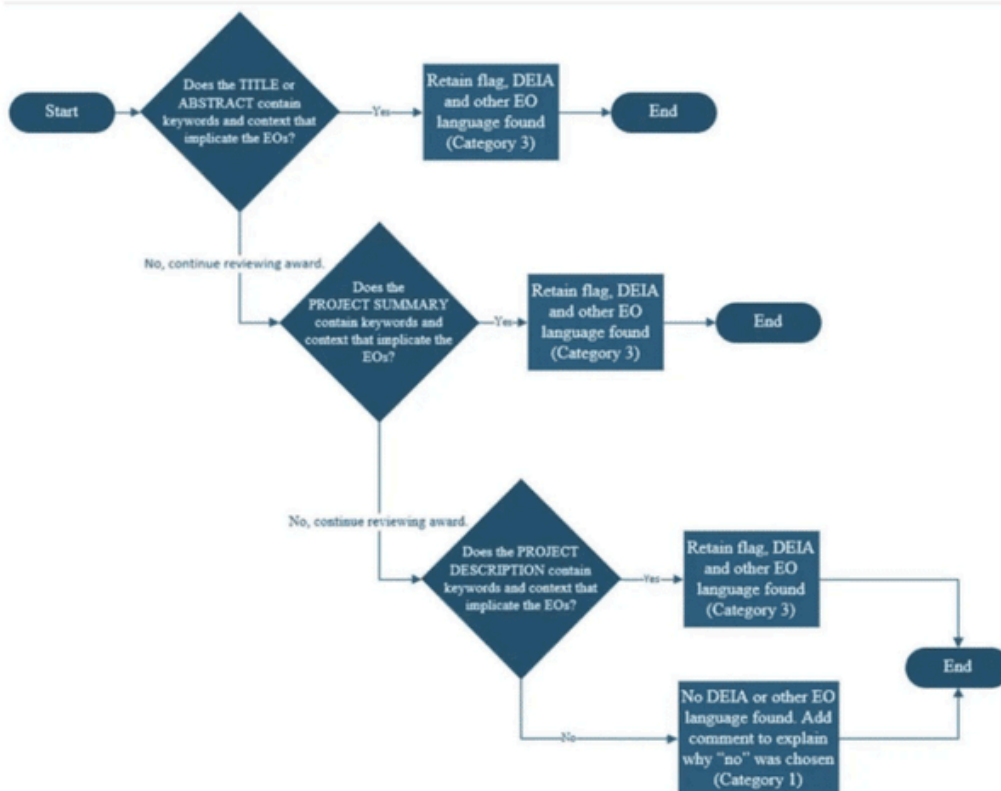 Start
Does the TITLE or
ABSTRACT contain
keywords and context that
implicate the EOs?
Yes
Retain flag, DEIA
and other EO
language found
(Category 3)
End
No, continue reviewing award.
Does the
PROJECT SUMMARY
contain keywords and
context that implicate the
EOs?
Yes
Retain flag, DEIA
and other EO
language found
(Category 3)
End
No, continue reviewing award.
Does the PROJECT
DESCRIPTION contain
keywords and context that
implicate the EOs?
Yes
Retain flag, DEIA
and other EO
language found
(Category 3)
End
No
No DEIA or other EO
language found. Add
comment to explain
why “no” was chosen
(Category 1)